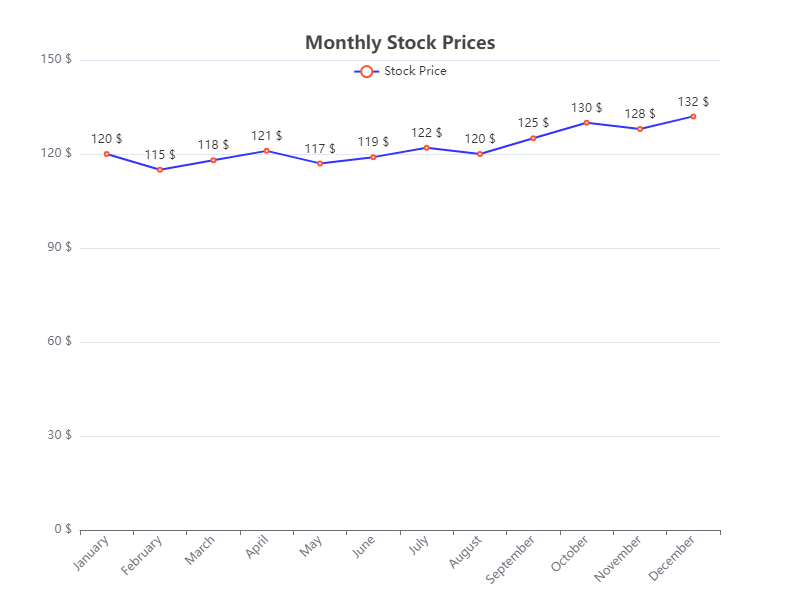 Monthly Stock Prices
Stock Price
150 $
120 $
90 $
60 $
30 $
0 $
120 $
115 $
118 $
121 $
117 $
119 $
122 $
120 $
125 $
130 $
128 $
132 $
January
February
March
April
May
June
July
August
September
October
November
December